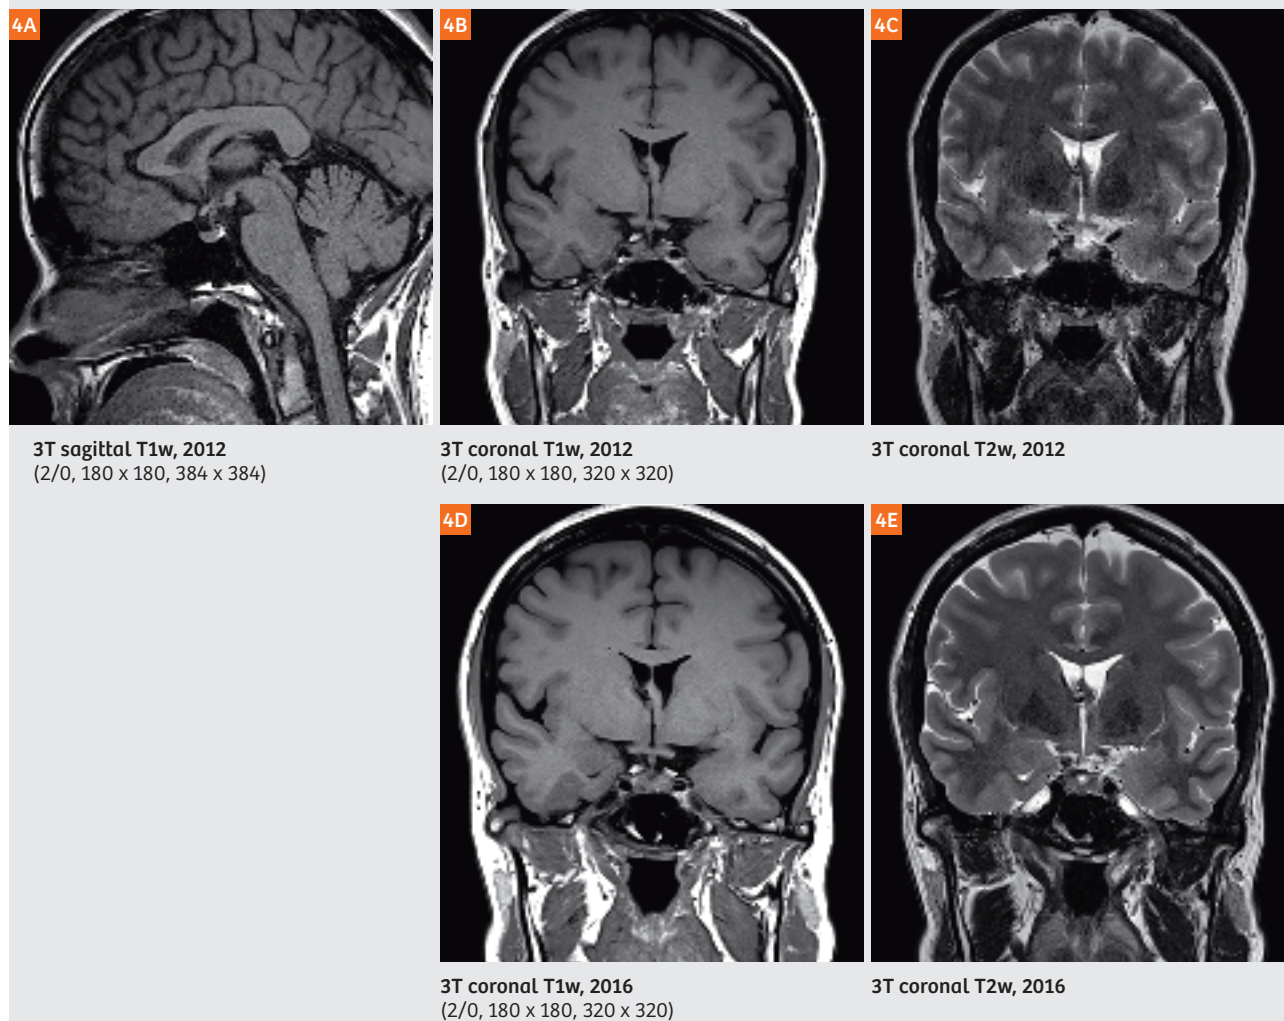 4A
4B
4C
3T sagittal T1w, 2012
(2/0, 180 x 180, 384 x 384)
3T coronal T1w, 2012
(2/0, 180 x 180, 320 x 320)
3T coronal T2w, 2012
4D
4E
3T coronal T1w, 2016
(2/0, 180 x 180, 320 x 320)
3T coronal T2w, 2016